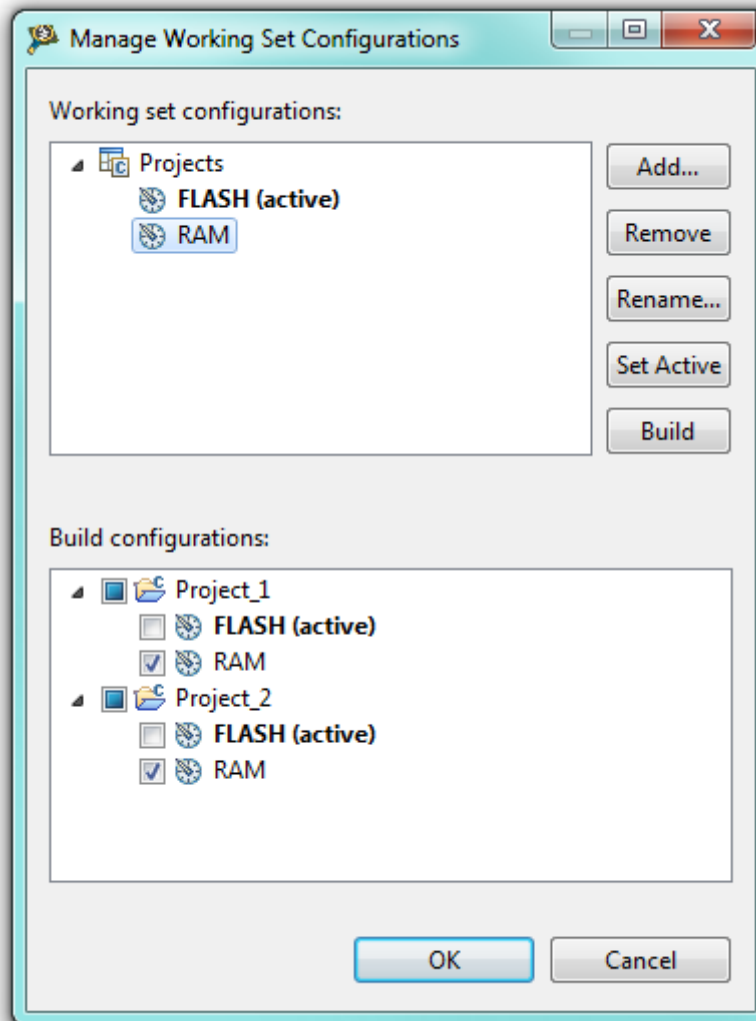 Manage Working Set Configurations
Working set configurations:
Projects
FLASH (active)
RAM
Add...
Remove
Rename...
Set Active
Build
Build configurations:
Project_1
FLASH (active)
RAM
Project_2
FLASH (active)
RAM
OK
Cancel